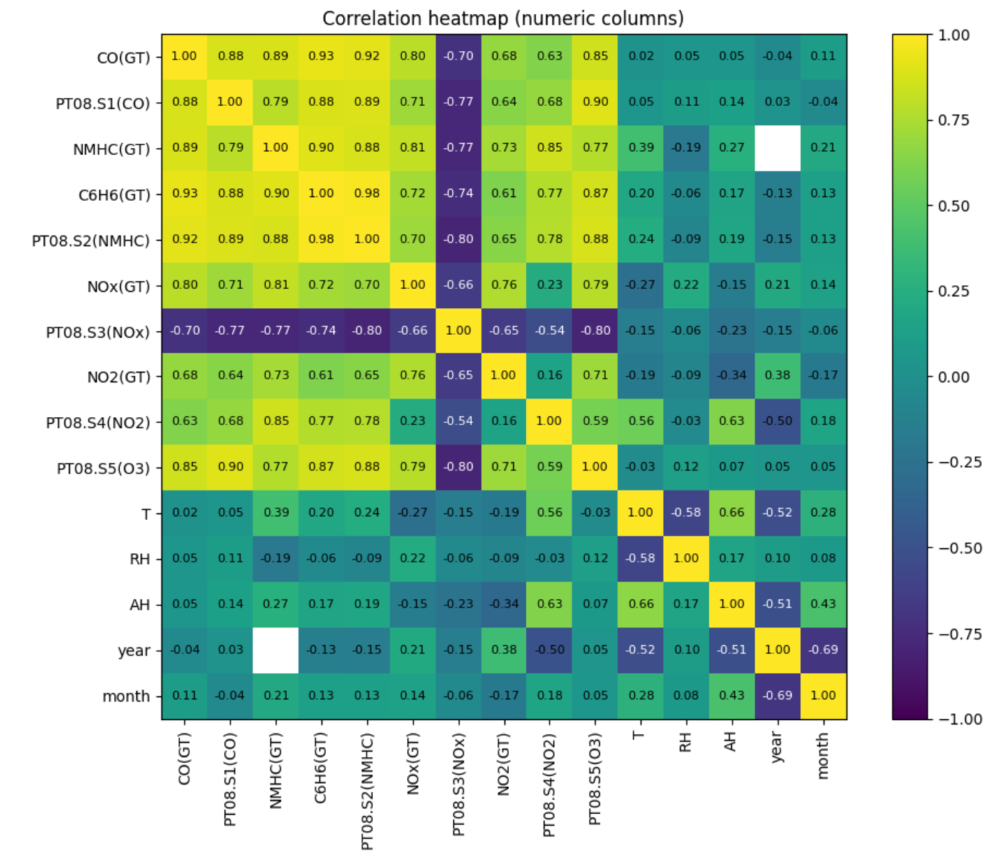 Correlation heatmap (numeric columns)
CO(GT) 1.00 0.88 0.89 0.93 0.92 0.80 -0.70 0.68 0.63 0.85 0.02 0.05 0.05 -0.04 0.11
PT08.S1(CO) 0.88 1.00 0.79 0.88 0.89 0.71 -0.77 0.64 0.68 0.90 0.05 0.11 0.14 0.03 -0.04
NMHC(GT) 0.89 0.79 1.00 0.90 0.88 0.81 -0.77 0.73 0.85 0.77 0.39 -0.19 0.27 0.21
C6H6(GT) 0.93 0.88 0.90 1.00 0.98 0.72 -0.74 0.61 0.77 0.87 0.20 -0.06 0.17 -0.13 0.13
PT08.S2(NMHC) 0.92 0.89 0.88 0.98 1.00 0.70 -0.80 0.65 0.78 0.88 0.24 -0.09 0.19 -0.15 0.13
NOx(GT) 0.80 0.71 0.81 0.72 0.70 1.00 -0.66 0.76 0.23 0.79 -0.27 0.22 -0.15 0.21 0.14
PT08.S3(NOx) -0.70 -0.77 -0.77 -0.74 -0.80 -0.66 1.00 -0.65 -0.54 -0.80 -0.15 -0.06 -0.23 -0.15 -0.06
NO2(GT) 0.68 0.64 0.73 0.61 0.65 0.76 -0.65 1.00 0.16 0.71 -0.19 -0.09 -0.34 0.38 -0.17
PT08.S4(NO2) 0.63 0.68 0.85 0.77 0.78 0.23 -0.54 0.16 1.00 0.59 0.56 -0.03 0.63 -0.50 0.18
PT08.S5(O3) 0.85 0.90 0.77 0.87 0.88 0.79 -0.80 0.71 0.59 1.00 -0.03 0.12 0.07 0.05 0.05
T 0.02 0.05 0.39 0.20 0.24 -0.27 -0.15 -0.19 0.56 -0.03 1.00 -0.58 0.66 -0.52 0.28
RH 0.05 0.11 -0.19 -0.06 -0.09 0.22 -0.06 -0.09 -0.03 0.12 -0.58 1.00 0.17 0.10 0.08
AH 0.05 0.14 0.27 0.17 0.19 -0.15 -0.23 -0.34 0.63 0.07 0.66 0.17 1.00 -0.51 0.43
year -0.04 0.03 -0.13 -0.15 0.21 -0.15 0.38 -0.50 0.05 -0.52 0.10 -0.51 1.00 -0.69
month 0.11 -0.04 0.21 0.13 0.13 0.14 -0.06 -0.17 0.18 0.05 0.28 0.08 0.43 -0.69 1.00
CO(GT)
PT08.S1(CO)
NMHC(GT)
C6H6(GT)
PT08.S2(NMHC)
NOx(GT)
PT08.S3(NOx)
NO2(GT)
PT08.S4(NO2)
PT08.S5(O3)
T
RH
AH
year
month
1.00
0.75
0.50
0.25
0.00
−0.25
−0.50
−0.75
−1.00